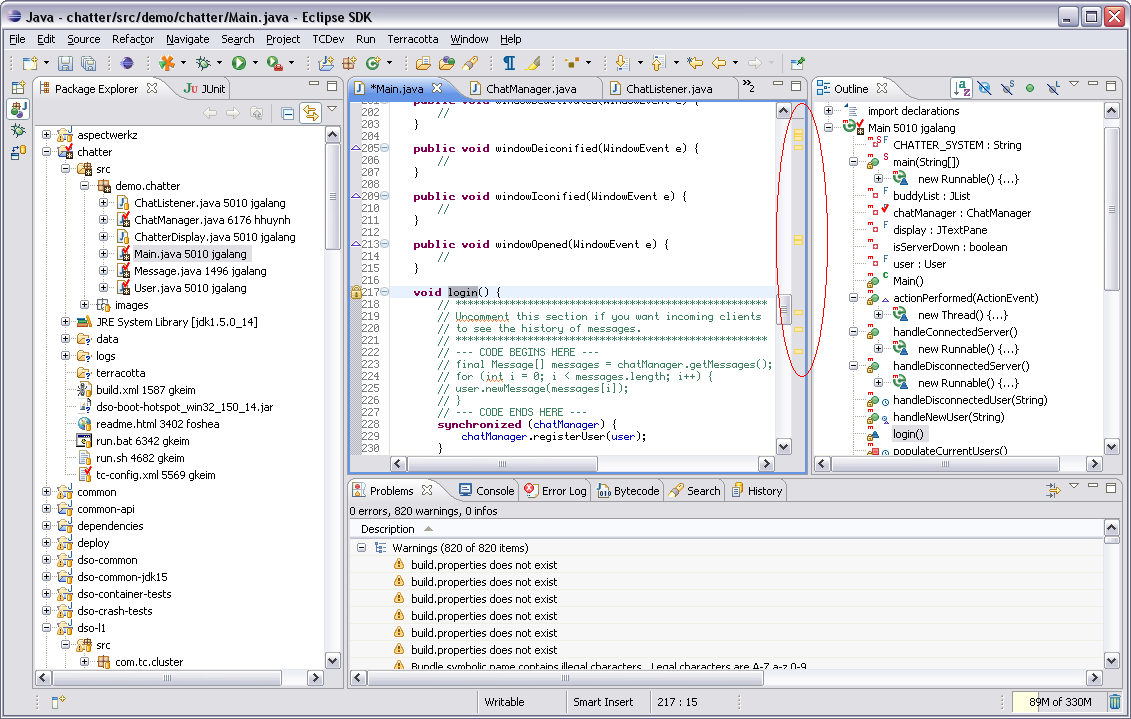 Java - chatter/src/demo/chatter/Main.java - Eclipse SDK
File Edit Source Refactor Navigate Search Project TCDev Run Terracotta Window Help
Package Explorer JUnit
aspectwerkz
chatter
src
demo.chatter
ChatListener.java 5010 jgalang
ChatManager.java 6176 hhuynh
ChatterDisplay.java 5010 jgalang
Main.java 5010 jgalang
Message.java 1496 jgalang
User.java 5010 jgalang
images
JRE System Library [jdk1.5.0_14]
data
logs
terracotta
build.xml 1587 gkeim
dso-boot-hotspot_win32_150_14.jar
readme.html 3402 foshea
run.bat 6342 gkeim
run.sh 4682 gkeim
tc-config.xml 5569 gkeim
common
common-api
dependencies
deploy
dso-common
dso-common-jdk15
dso-container-tests
dso-crash-tests
dso-l1
src
com.tc.cluster
*Main.java ChatManager.java ChatListener.java »2
201 public void windowDeactivated(WindowEvent e) {
202 //
203 }
204
205 public void windowDeiconified(WindowEvent e) {
206 //
207 }
208
209 public void windowIconified(WindowEvent e) {
210 //
211 }
212
213 public void windowOpened(WindowEvent e) {
214 //
215 }
216
217 void login() {
218 // ****************************************************
219 // Uncomment this section if you want incoming clients
220 // to see the history of messages.
221 // ****************************************************
222 // --- CODE BEGINS HERE ---
223 // final Message[] messages = chatManager.getMessages();
224 // for (int i = 0; i < messages.length; i++) {
225 // user.newMessage(messages[i]);
226 // }
227 // --- CODE ENDS HERE ---
228 synchronized (chatManager) {
229 chatManager.registerUser(user);
230 }
Outline
import declarations
Main 5010 jgalang
CHATTER_SYSTEM : String
main(String[])
new Runnable() {...}
buddyList : JList
chatManager : ChatManager
display : JTextPane
isServerDown : boolean
user : User
Main()
actionPerformed(ActionEvent)
new Thread() {...}
handleConnectedServer()
new Runnable() {...}
handleDisconnectedServer()
new Runnable() {...}
handleDisconnectedUser(String)
handleNewUser(String)
login()
populateCurrentUsers()
Problems Console Error Log Bytecode Search History
0 errors, 820 warnings, 0 infos
Description
Warnings (820 of 820 items)
build.properties does not exist
build.properties does not exist
build.properties does not exist
build.properties does not exist
build.properties does not exist
build.properties does not exist
Bundle symbolic name contains illegal characters. Legal characters are A-Z a-z 0-9
Writable Smart Insert 217 : 15 89M of 330M